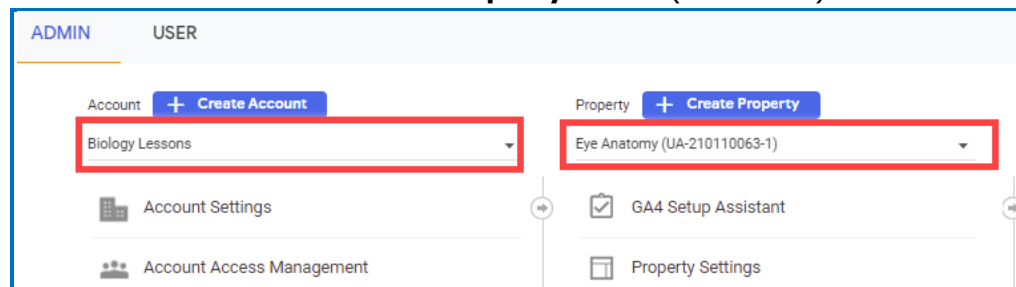 ADMIN USER
Account + Create Account Property + Create Property
Biology Lessons Eye Anatomy (UA-210110063-1)
Account Settings GA4 Setup Assistant
Account Access Management Property Settings